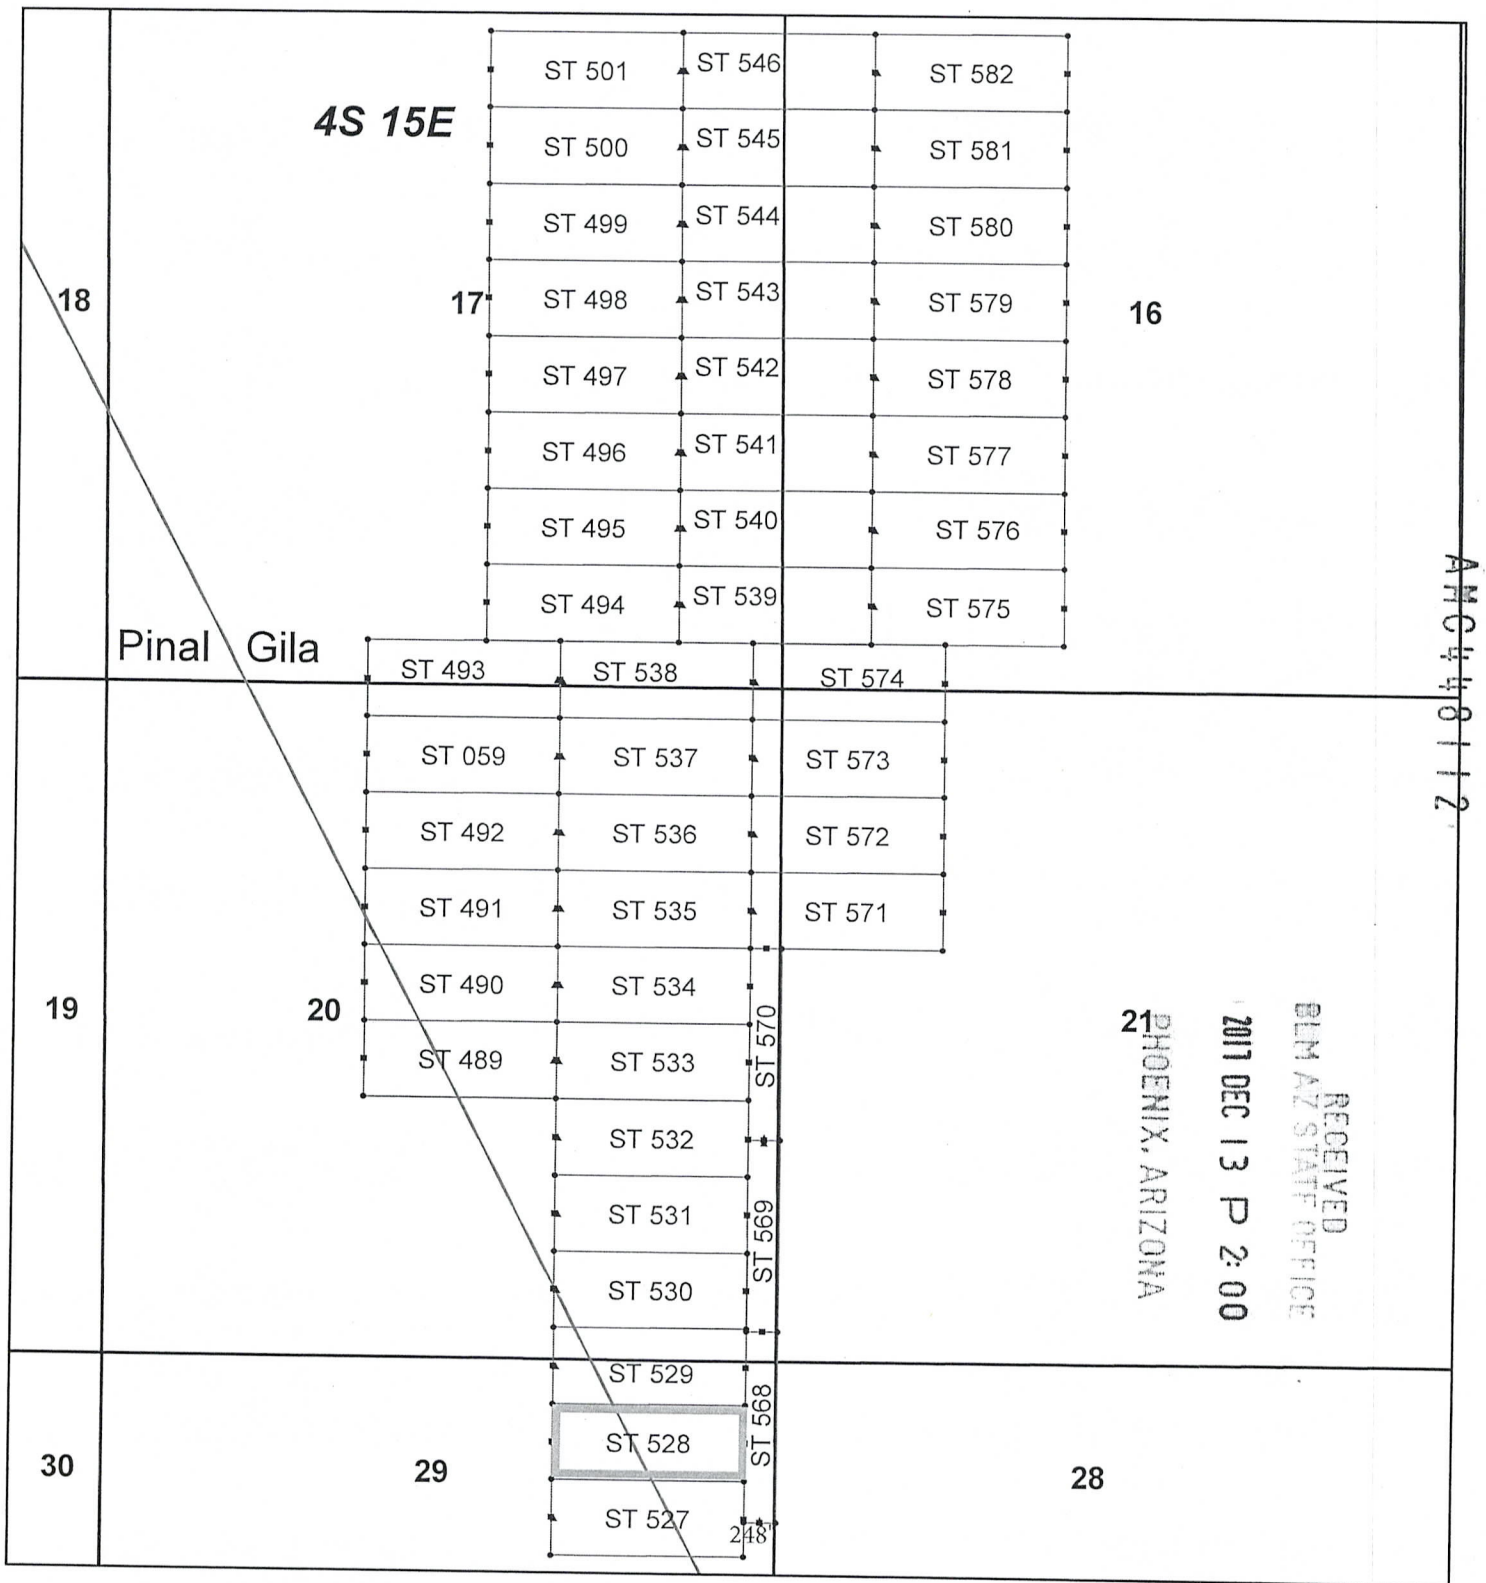 ST 501 ST 546 ST 582
4S 15E
ST 500 ST 545 ST 581
ST 499 ST 544 ST 580
18 17 ST 498 ST 543 ST 579 16
ST 497 ST 542 ST 578
ST 496 ST 541 ST 577
ST 495 ST 540 ST 576
ST 494 ST 539 ST 575
Pinal Gila
ST 493 ST 538 ST 574
ST 059 ST 537 ST 573
ST 492 ST 536 ST 572
ST 491 ST 535 ST 571
ST 490 ST 534
19 20 21
ST 570
ST 489 ST 533
ST 532
ST 531
ST 569
ST 530
ST 529
ST 568
ST 528
30 29 28
ST 527
248'
AMC448112
RECEIVED
BLM AZ STATE OFFICE
2017 DEC 13 P 2:00
PHOENIX, ARIZONA